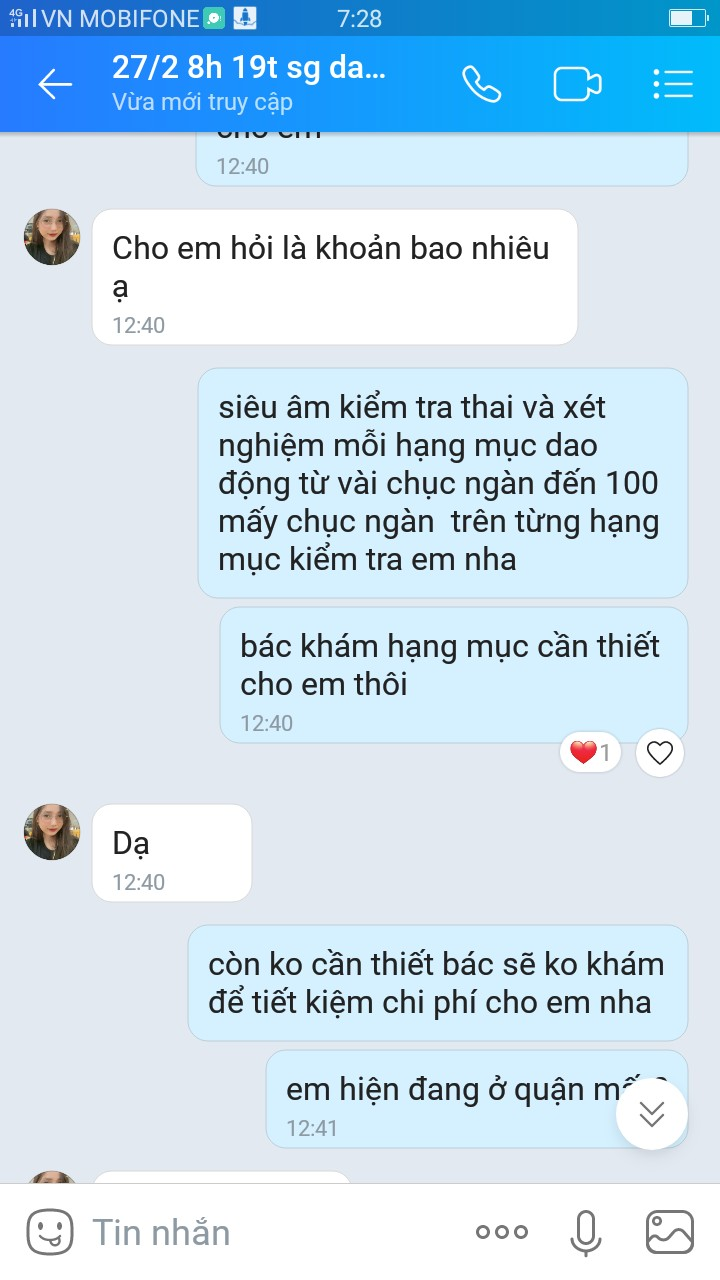 4G VN MOBIFONE 7:28
27/2 8h 19t sg da...
Vừa mới truy cập
cho em
12:40
Cho em hỏi là khoản bao nhiêu
ạ
12:40
siêu âm kiểm tra thai và xét
nghiệm mỗi hạng mục dao
động từ vài chục ngàn đến 100
mấy chục ngàn trên từng hạng
mục kiểm tra em nha
bác khám hạng mục cần thiết
cho em thôi
12:40
1
Dạ
12:40
còn ko cần thiết bác sẽ ko khám
để tiết kiệm chi phí cho em nha
em hiện đang ở quận
12:41
Tin nhắn